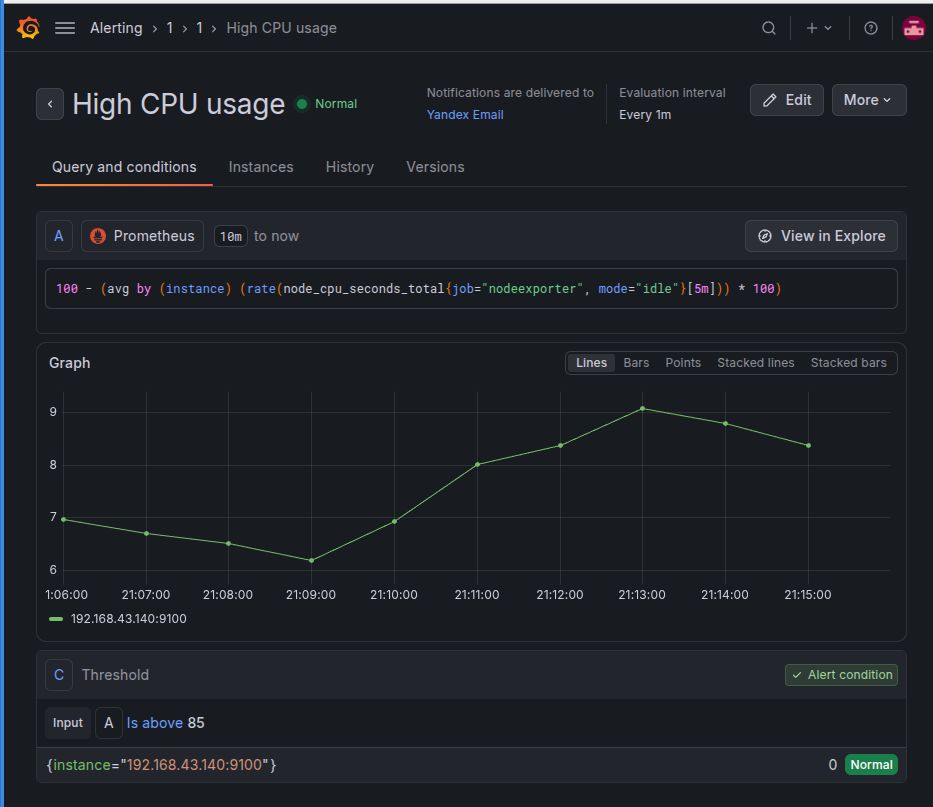 Alerting › 1 › 1 › High CPU usage
High CPU usage
Normal
Notifications are delivered to
Yandex Email
Evaluation interval
Every 1m
Edit
More
Query and conditions
Instances
History
Versions
A
Prometheus
10m to now
View in Explore
100 - (avg by (instance) (rate(node_cpu_seconds_total{job="nodeexporter", mode="idle"}[5m])) * 100)
Graph
Lines
Bars
Points
Stacked lines
Stacked bars
9
8
7
6
1:06:00
21:07:00
21:08:00
21:09:00
21:10:00
21:11:00
21:12:00
21:13:00
21:14:00
21:15:00
192.168.43.140:9100
C
Threshold
Alert condition
Input A Is above 85
{instance="192.168.43.140:9100"}
0 Normal